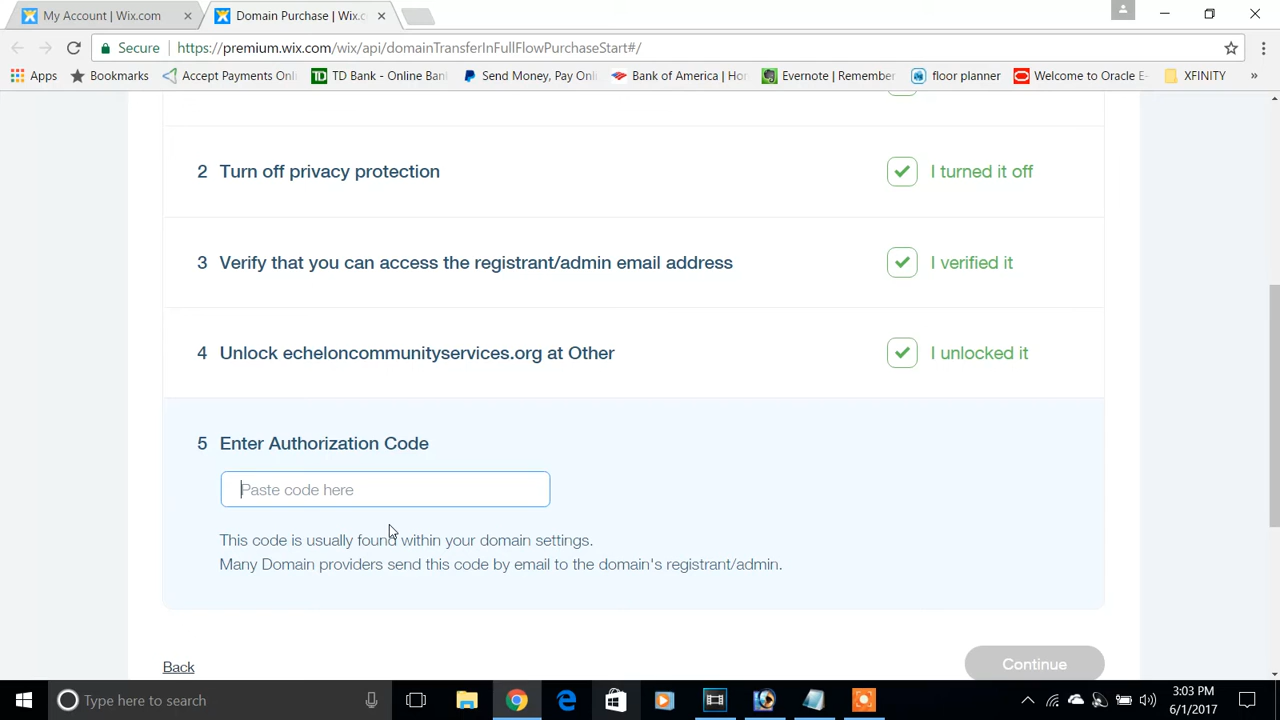 My Account | Wix.com
Domain Purchase | Wix.c
Secure
https://premium.wix.com/wix/api/domainTransferInFullFlowPurchaseStart#/
Apps
Bookmarks
Accept Payments Onl
TD Bank - Online Ban
Send Money, Pay Onli
Bank of America | Hom
Evernote | Remember
floor planner
Welcome to Oracle E-
XFINITY
»
2 Turn off privacy protection
I turned it off
3 Verify that you can access the registrant/admin email address
I verified it
4 Unlock echeloncommunityservices.org at Other
I unlocked it
5 Enter Authorization Code
Paste code here
This code is usually found within your domain settings.
Many Domain providers send this code by email to the domain's registrant/admin.
Back
Continue
Type here to search
3:03 PM
6/1/2017